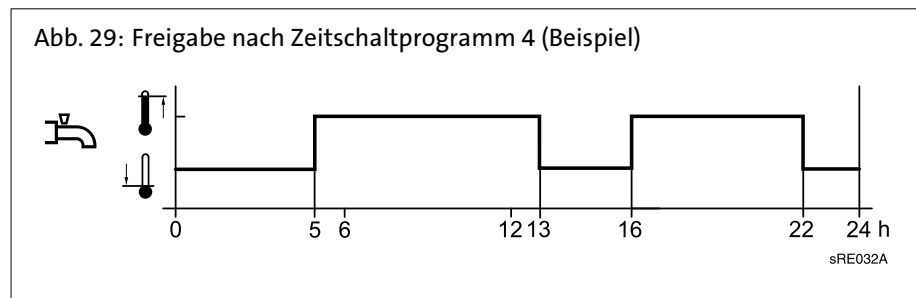 Abb. 29: Freigabe nach Zeitschaltprogramm 4 (Beispiel)
0 5 6 12 13 16 22 24 h
sRE032A